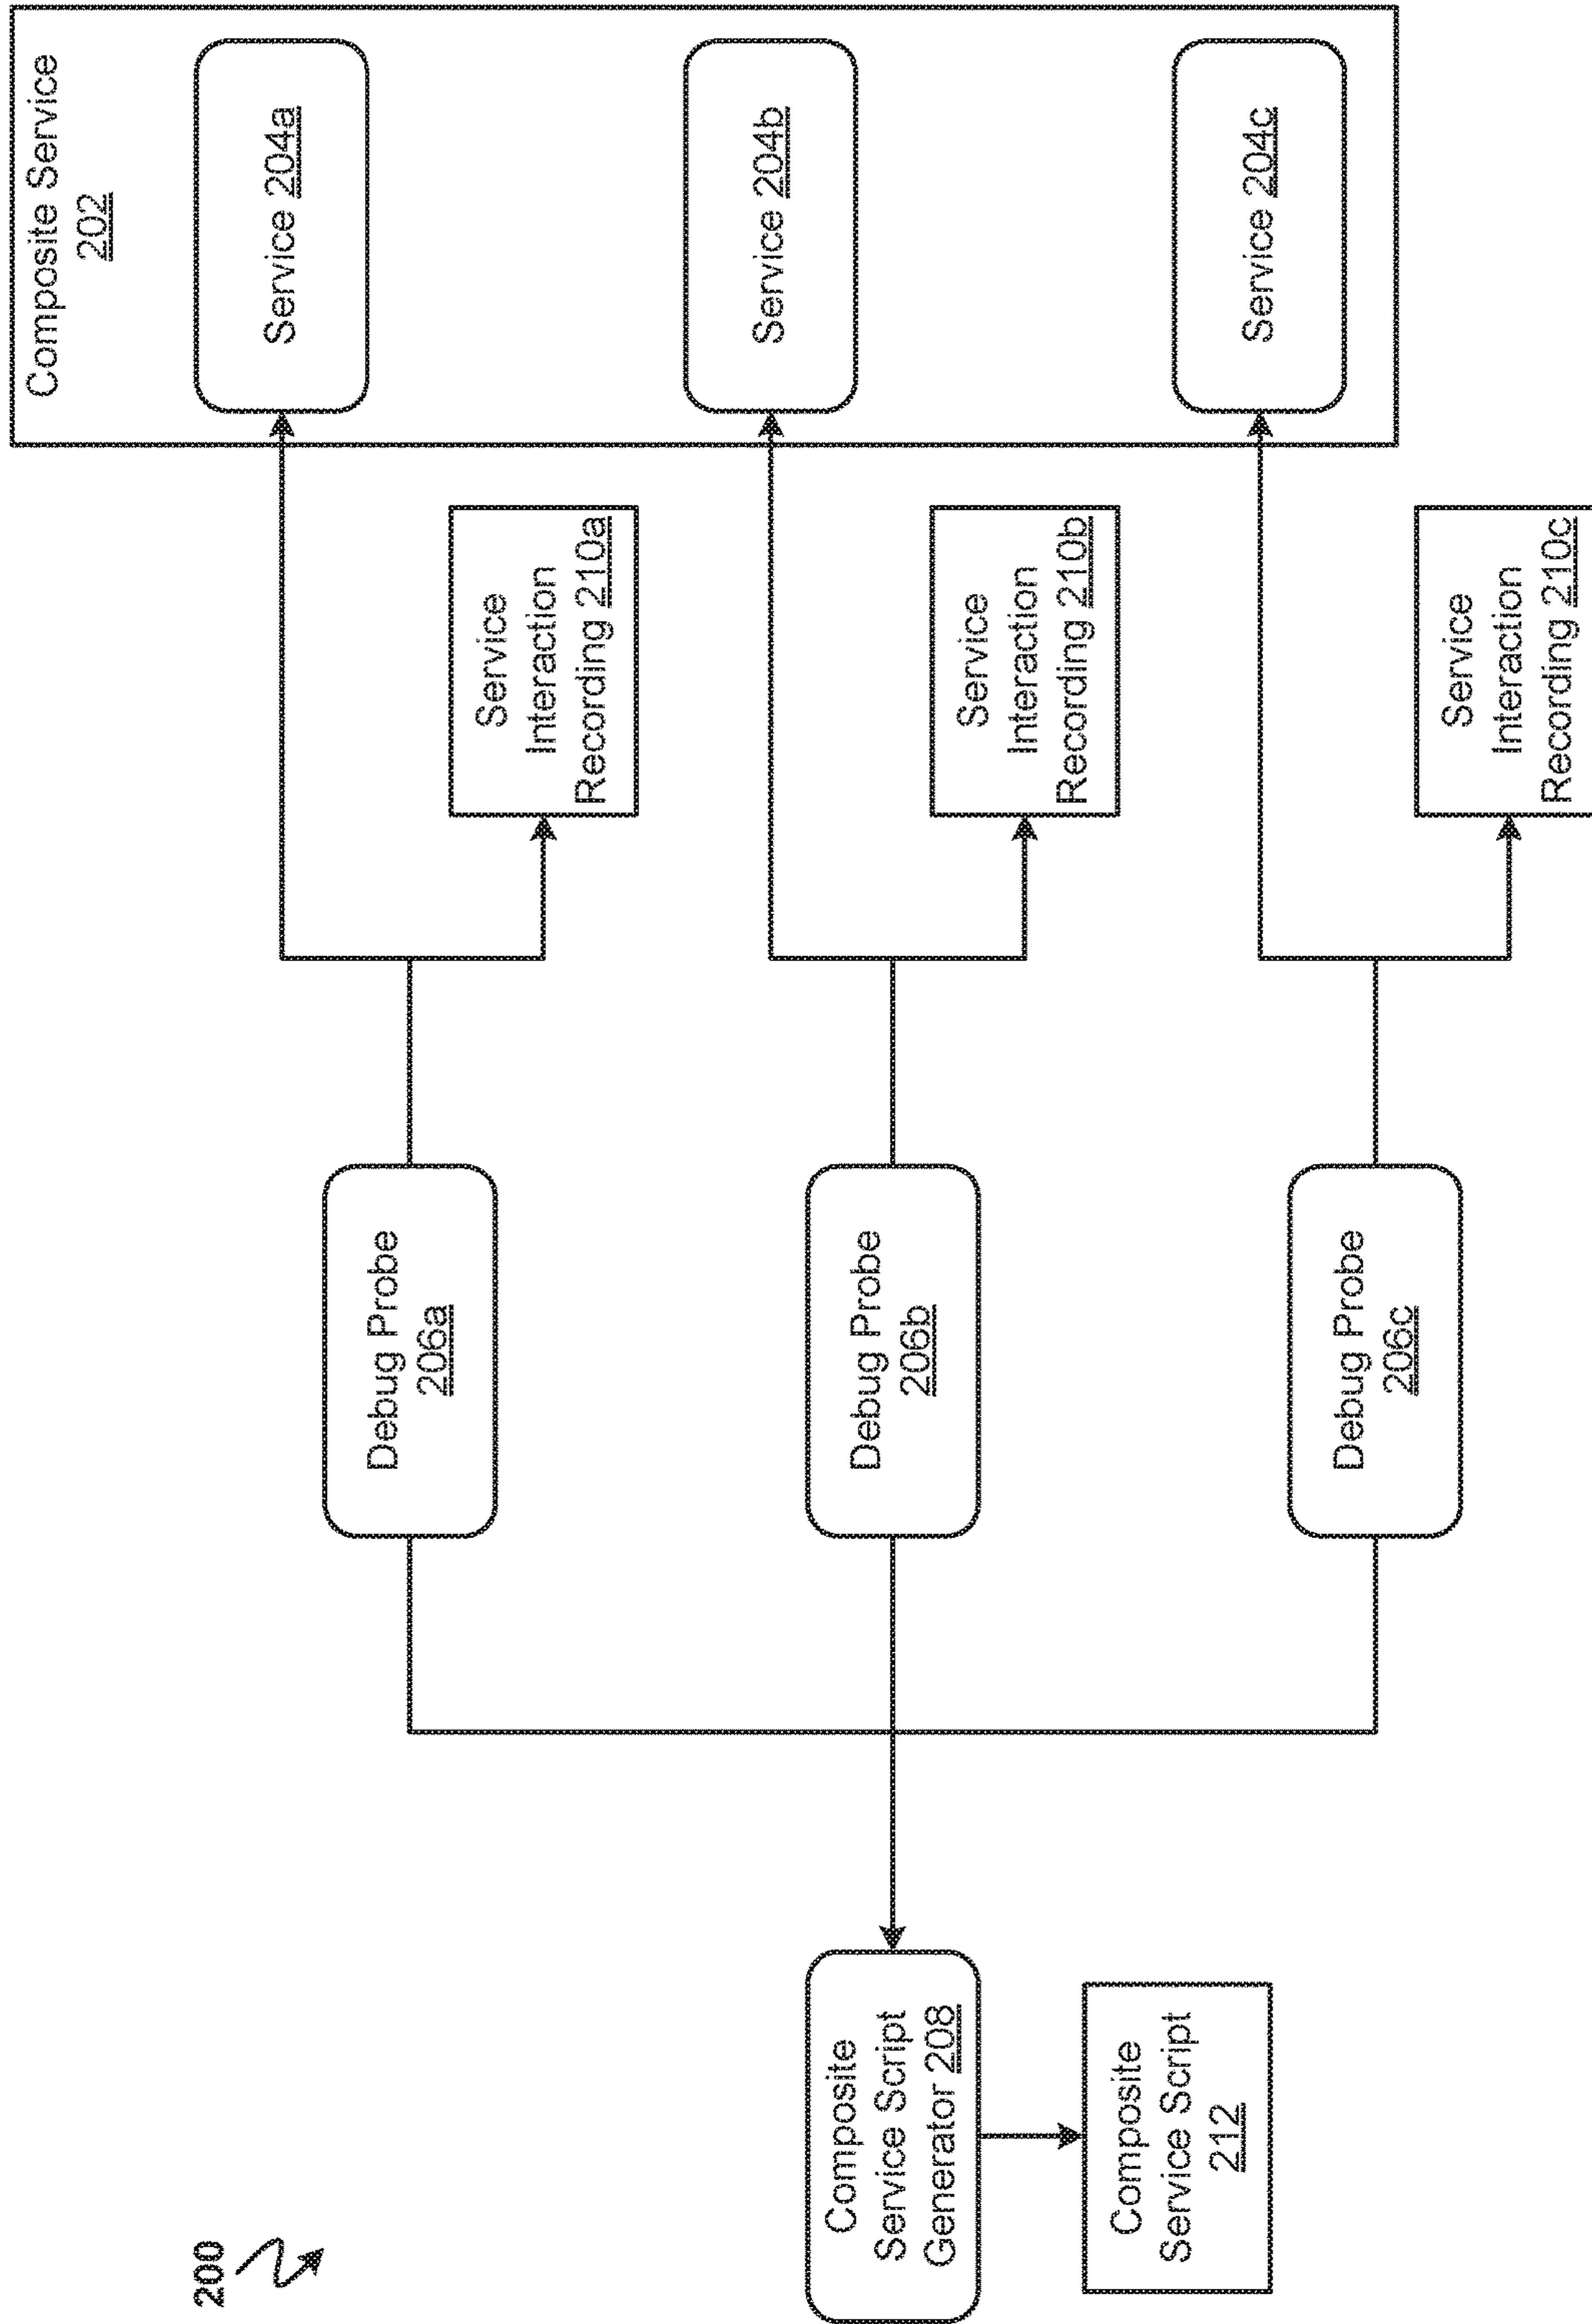 200
Composite Service
202
Service 204a
Service 204b
Service 204c
Service
Interaction
Recording 210a
Service
Interaction
Recording 210b
Service
Interaction
Recording 210c
Debug Probe
206a
Debug Probe
206b
Debug Probe
206c
Composite
Service Script
Generator 208
Composite
Service Script
212